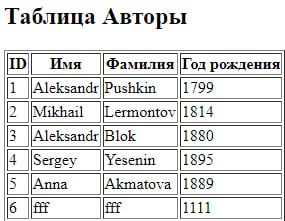 Таблица Авторы
ID Имя Фамилия Год рождения
1 Aleksandr Pushkin 1799
2 Mikhail Lermontov 1814
3 Aleksandr Blok 1880
4 Sergey Yesenin 1895
5 Anna Akmatova 1889
6 fff fff 1111